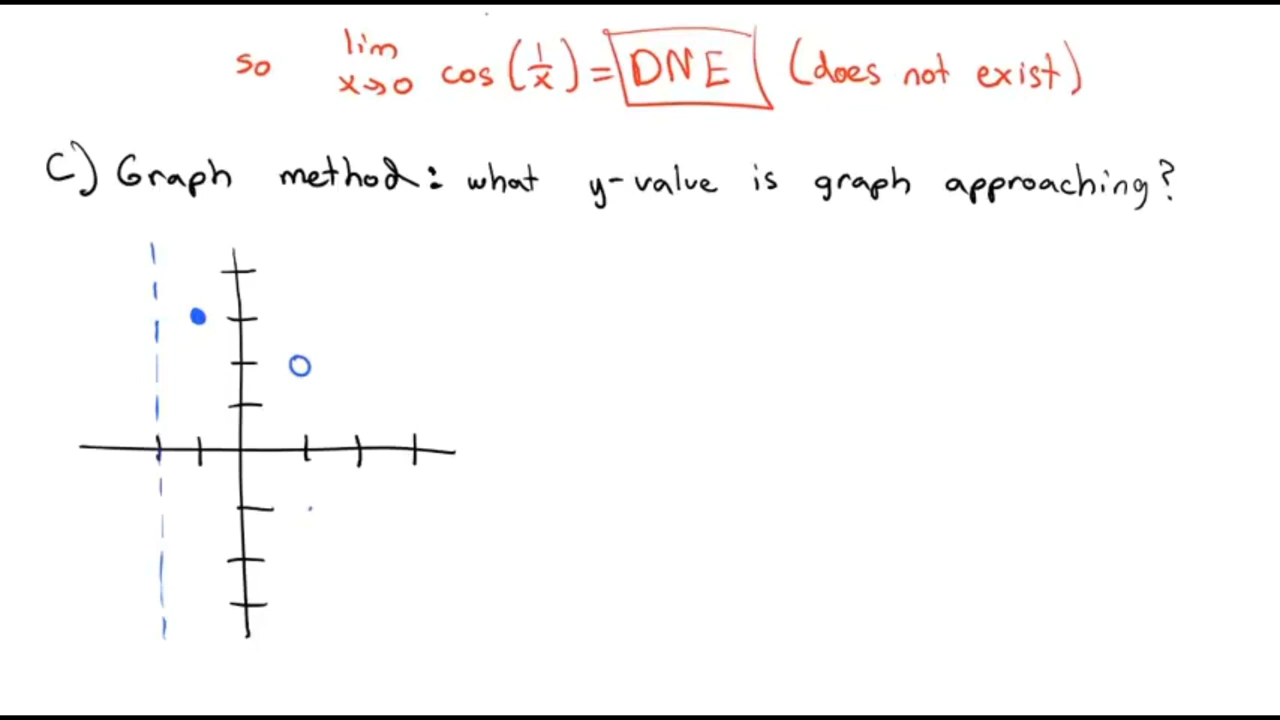 so lim x→0 cos(1/x) = DNE (does not exist)
C) Graph method: what y-value is graph approaching?